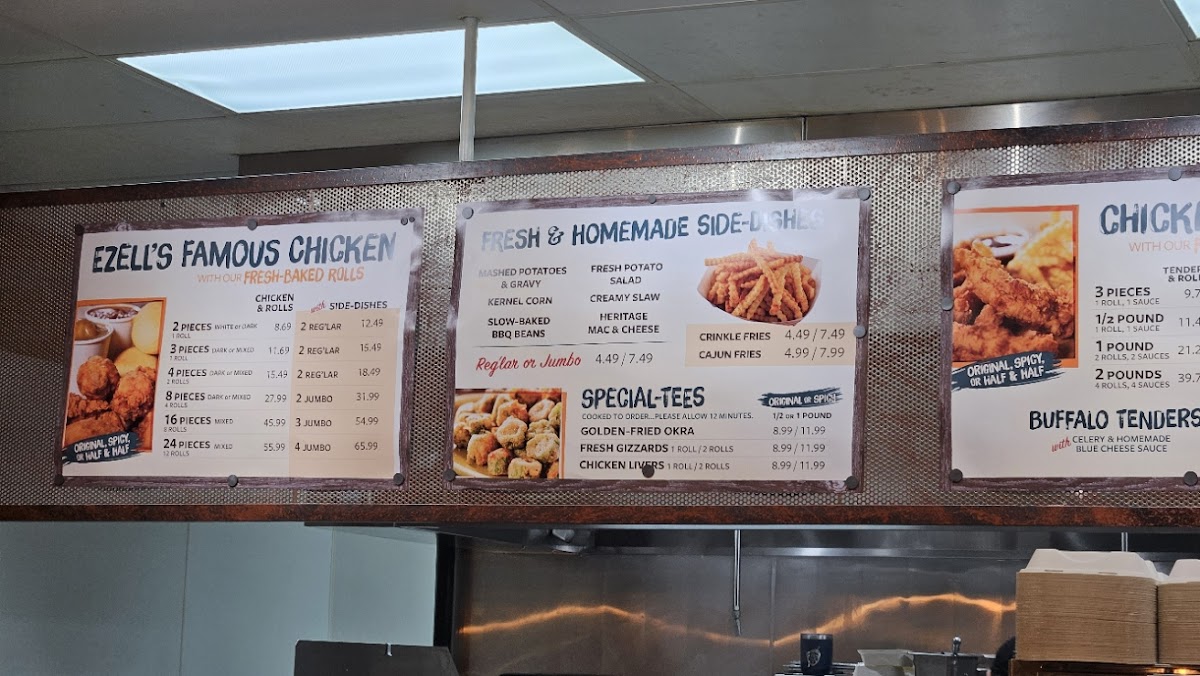 EZELL'S FAMOUS CHICKEN
WITH OUR FRESH-BAKED ROLLS
CHICKEN & ROLLS
with SIDE-DISHES
2 PIECES WHITE or DARK 8.69 2 REG'LAR 12.49
1 ROLL
3 PIECES DARK or MIXED 11.69 2 REG'LAR 15.49
1 ROLL
4 PIECES DARK or MIXED 15.49 2 REG'LAR 18.49
2 ROLLS
8 PIECES DARK or MIXED 27.99 2 JUMBO 31.99
4 ROLLS
16 PIECES MIXED 45.99 3 JUMBO 54.99
8 ROLLS
24 PIECES MIXED 55.99 4 JUMBO 65.99
12 ROLLS
ORIGINAL, SPICY,
OR HALF & HALF
FRESH & HOMEMADE SIDE-DISHES
MASHED POTATOES
& GRAVY
KERNEL CORN
SLOW-BAKED
BBQ BEANS
FRESH POTATO
SALAD
CREAMY SLAW
HERITAGE
MAC & CHEESE
Reg'lar or Jumbo 4.49 / 7.49
CRINKLE FRIES 4.49 / 7.49
CAJUN FRIES 4.99 / 7.99
SPECIAL-TEES
ORIGINAL OR SPICY
COOKED TO ORDER...PLEASE ALLOW 12 MINUTES.
1/2 OR 1 POUND
GOLDEN-FRIED OKRA 8.99 / 11.99
FRESH GIZZARDS 1 ROLL / 2 ROLLS 8.99 / 11.99
CHICKEN LIVERS 1 ROLL / 2 ROLLS 8.99 / 11.99
CHICK
WITH OUR
TENDER
& ROL
3 PIECES 9.7
1 ROLL, 1 SAUCE
1/2 POUND 11.4
1 ROLL, 1 SAUCE
1 POUND 21.2
2 ROLLS, 2 SAUCES
2 POUNDS 39.7
4 ROLLS, 4 SAUCES
ORIGINAL, SPICY,
OR HALF & HALF
BUFFALO TENDERS
with CELERY & HOMEMADE
BLUE CHEESE SAUCE